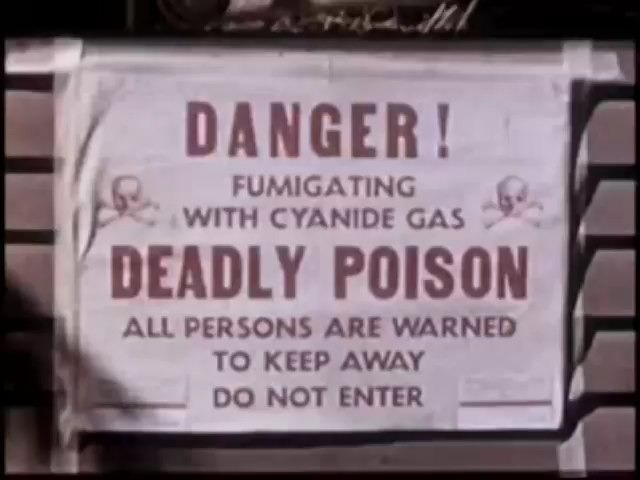 DANGER!
FUMIGATING
WITH CYANIDE GAS
DEADLY POISON
ALL PERSONS ARE WARNED
TO KEEP AWAY
DO NOT ENTER